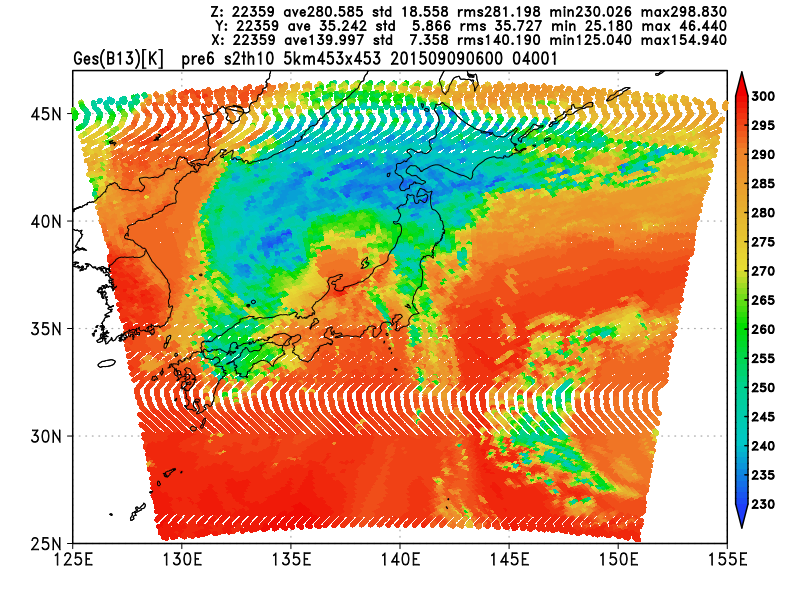 Z: 22359 ave280.585 std 18.558 rms281.198 min230.026 max298.830
Y: 22359 ave 35.242 std 5.866 rms 35.727 min 25.180 max 46.440
X: 22359 ave139.997 std 7.358 rms140.190 min125.040 max154.940
Ges(B13)[K] pre6 s2th10 5km453x453 201509090600 04001
45N
40N
35N
30N
25N
125E 130E 135E 140E 145E 150E 155E
300
295
290
285
280
275
270
265
260
255
250
245
240
235
230